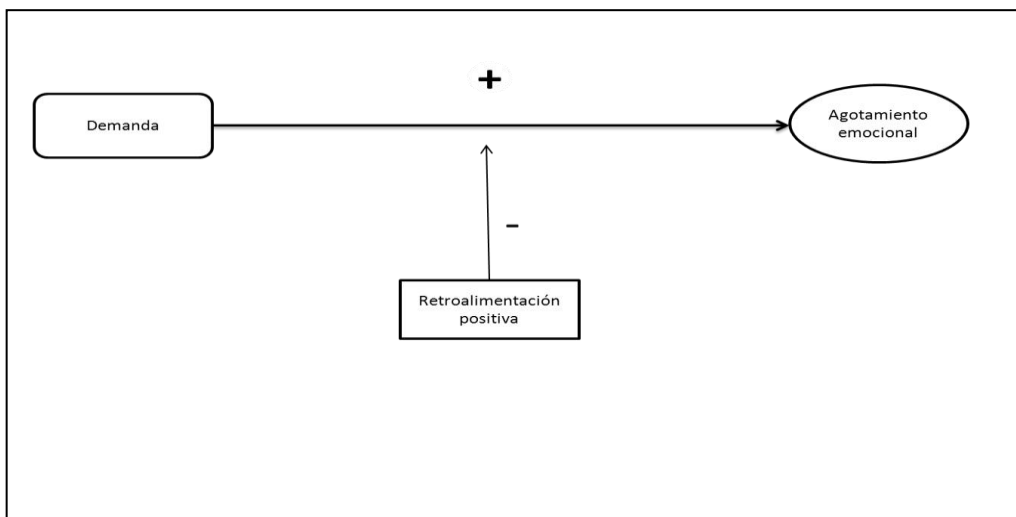 +
Demanda
Agotamiento
emocional
-
Retroalimentación
positiva